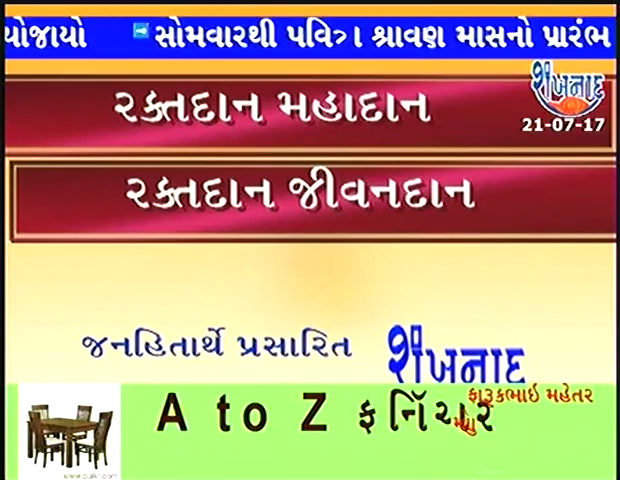 યોજાયો સોમવારથી પવિત્ર શ્રાવણ માસનો પ્રારંભ
શંખનાદ
21-07-17
રક્તદાન મહાદાન
રક્તદાન જીવનદાન
જનહિતાર્થે પ્રસારિત શંખનાદ
A to Z ફર્નિચર
ફારૂકભાઇ મહેતર